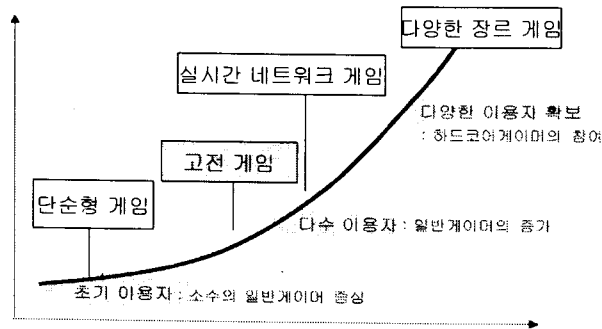 다양한 장르 게임
실시간 네트워크 게임
다양한 이용자 확보
: 하드코어게이머의 참여
고전 게임
단순형 게임
다수 이용자 : 일반게이머의 증가
초기 이용자 : 소수의 일반게이머 중심